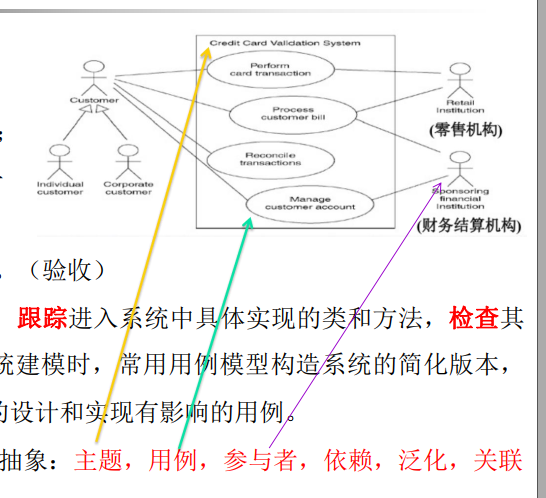 Credit Card Validation System
Perform
card transaction
Customer
Process
customer bill
Retail
Institution
(零售机构)
;
Reconcile
transactions
Individual
customer
Corporate
customer
Manage
customer account
Sponsoring
financial
Institution
(财务结算机构)
。（验收）
跟踪进入系统中具体实现的类和方法，检查其
统建模时，常用用例模型构造系统的简化版本，
的设计和实现有影响的用例。
抽象：主题，用例，参与者，依赖，泛化，关联